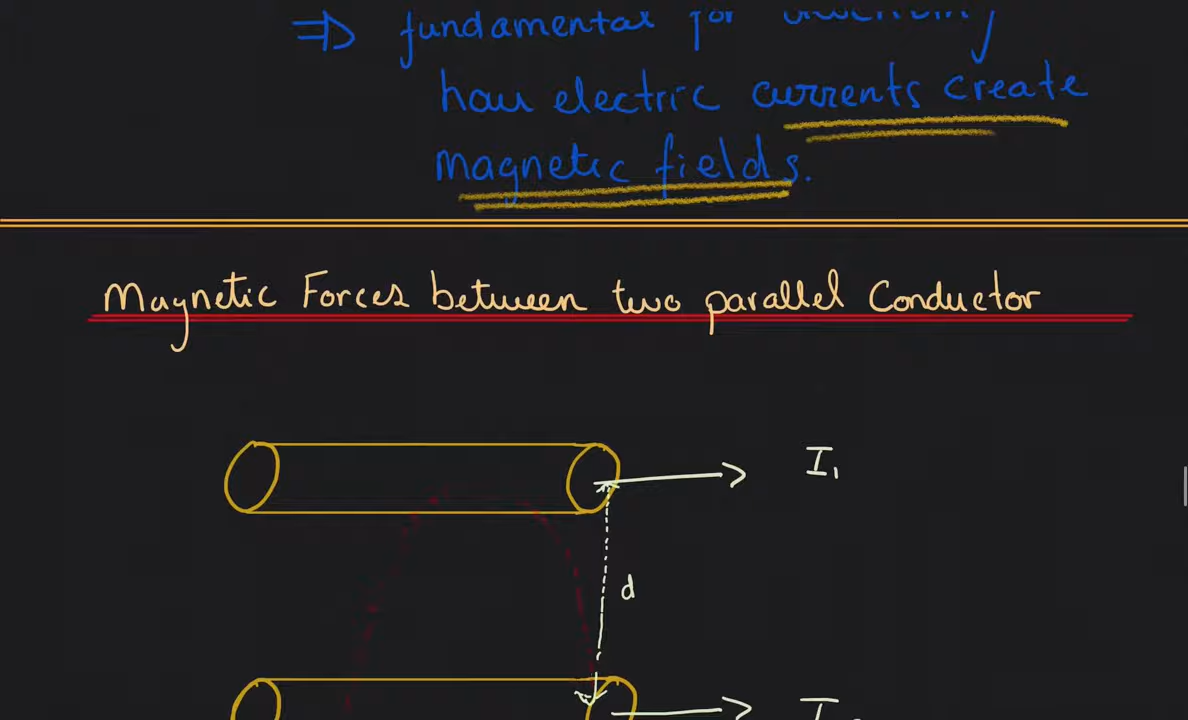 ⇒ fundamental for
how electric currents create
magnetic fields.
Magnetic Forces between two parallel Conductor
I₁
d